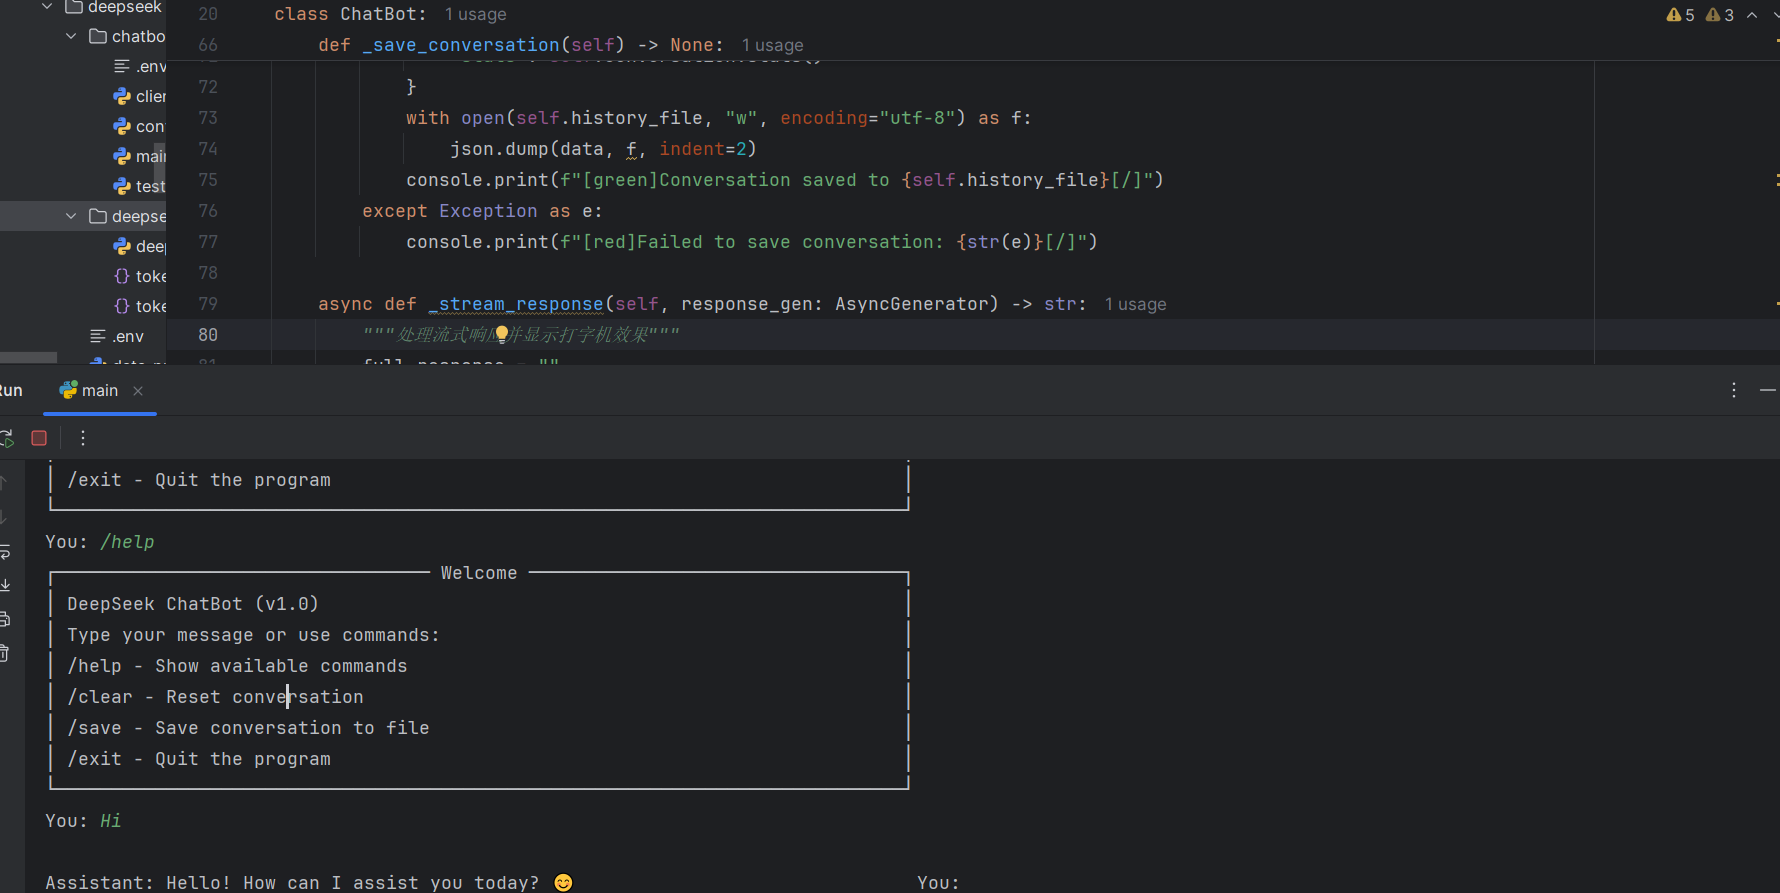 deepseek
chatbo
.env
clien
con
mai
test
deepse
deep
toke
toke
.env
20 class ChatBot: 1 usage
5 3
66 def _save_conversation(self) -> None: 1 usage
72 }
73 with open(self.history_file, "w", encoding="utf-8") as f:
74 json.dump(data, f, indent=2)
75 console.print(f"[green]Conversation saved to {self.history_file}[/]")
76 except Exception as e:
77 console.print(f"[red]Failed to save conversation: {str(e)}[/]")
78
79 async def _stream_response(self, response_gen: AsyncGenerator) -> str: 1 usage
80 """处理流式响应并显示打字机效果"""
81 full_response = ""
Run main
/exit - Quit the program
You: /help
Welcome
DeepSeek ChatBot (v1.0)
Type your message or use commands:
/help - Show available commands
/clear - Reset conversation
/save - Save conversation to file
/exit - Quit the program
You: Hi
Assistant: Hello! How can I assist you today? 😊 You: